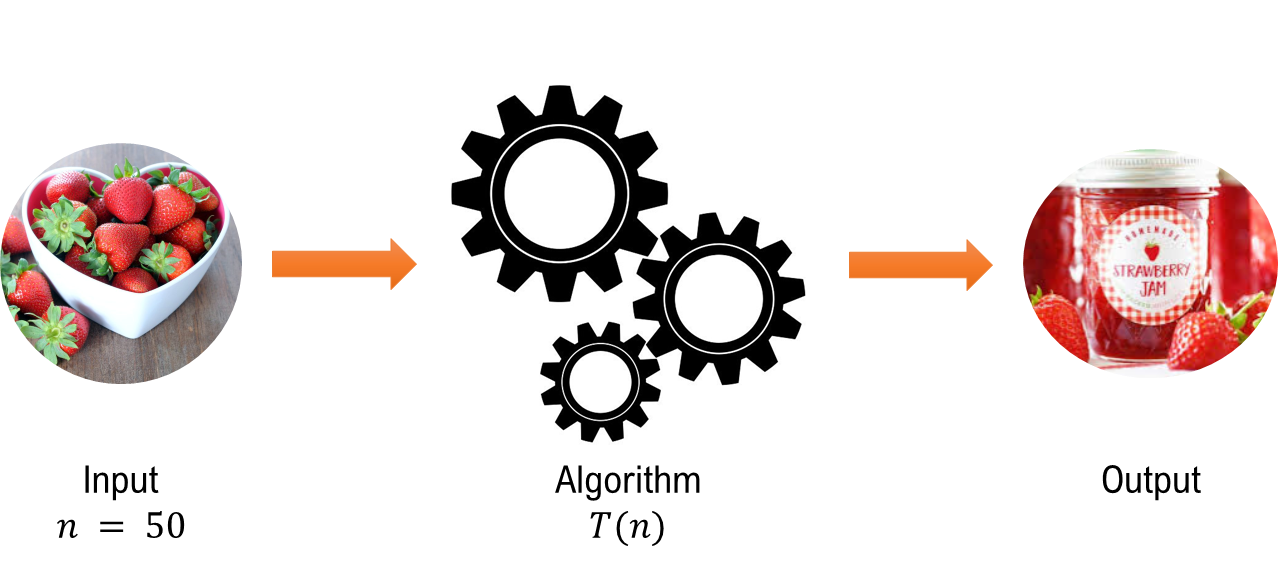 HOMEMADE
STRAWBERRY
JAM
Input
n = 50
Algorithm
T(n)
Output